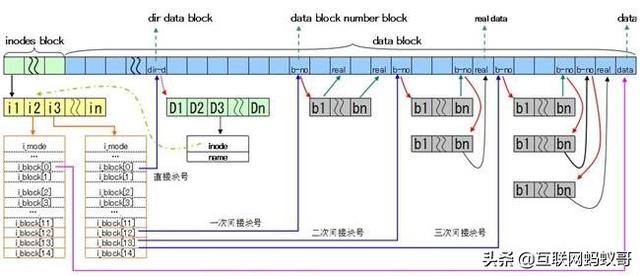 dir data block
data block number block
real data
data
inodes block
data block
dir-d
b-no
real
real
b-no
b-no
real
b-no
b-no
real
data
i1
i2
i3
in
D1
D2
D3
Dn
b1
bn
b1
bn
b1
bn
inode
name
b1
bn
b1
bn
b1
bn
i_mode
...
i_block[0]
i_block[1]
i_block[2]
i_block[3]
...
i_block[11]
i_block[12]
i_block[13]
i_block[14]
i_mode
...
i_block[0]
i_block[1]
i_block[2]
i_block[3]
...
i_block[11]
i_block[12]
i_block[13]
i_block[14]
直接块号
一次间接块号
二次间接块号
三次间接块号
头条 @互联网蚂蚁哥